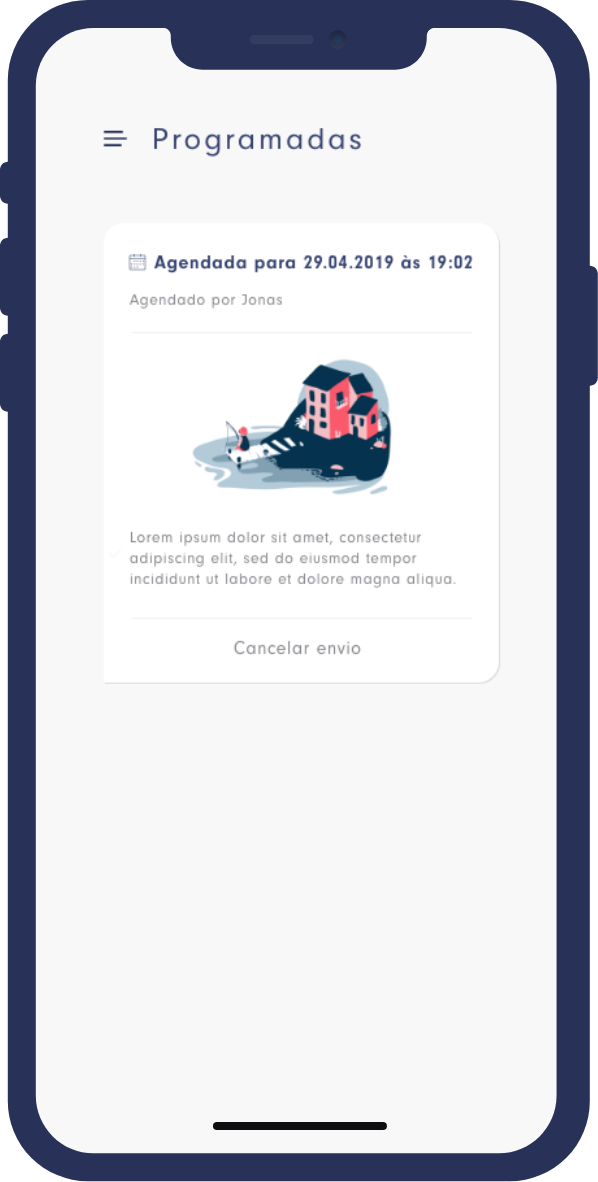 Programadas
Agendada para 29.04.2019 às 19:02
Agendado por Jonas
Lorem ipsum dolor sit amet, consectetur
adipiscing elit, sed do eiusmod tempor
incididunt ut labore et dolore magna aliqua.
Cancelar envio